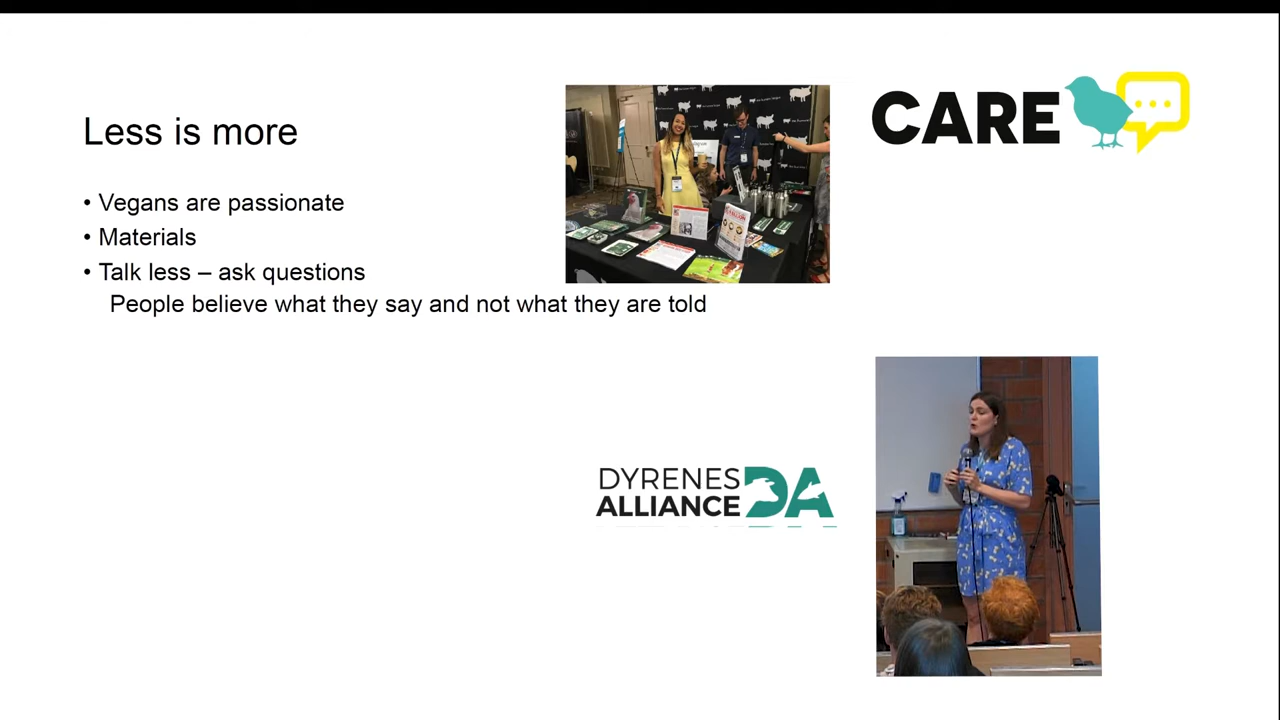 Less is more
• Vegans are passionate
• Materials
• Talk less – ask questions
People believe what they say and not what they are told
CARE
DYRENES
ALLIANCE DA